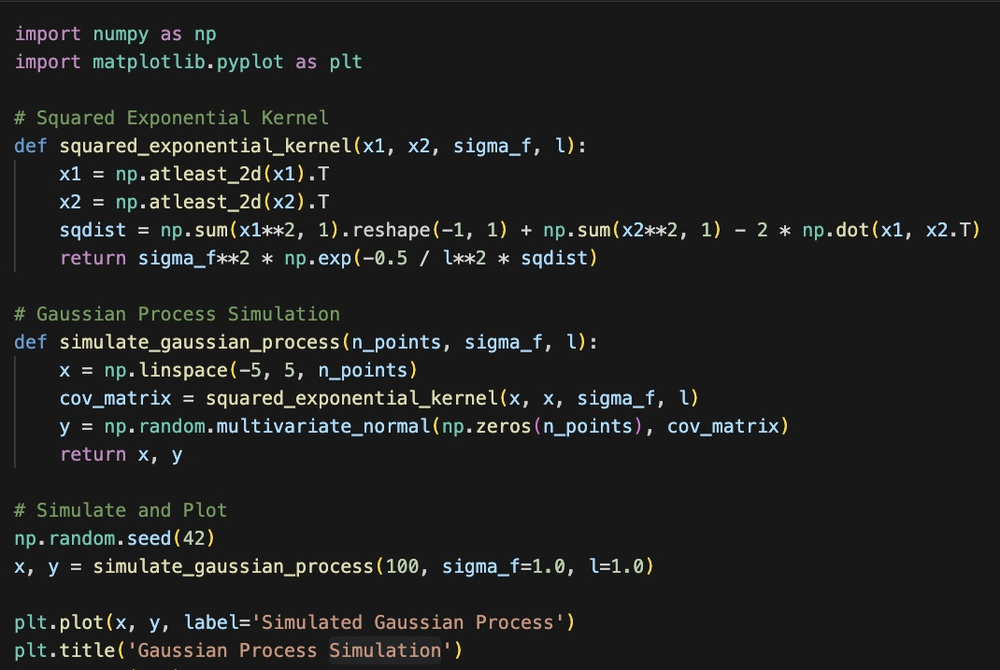 import numpy as np
import matplotlib.pyplot as plt
# Squared Exponential Kernel
def squared_exponential_kernel(x1, x2, sigma_f, l):
    x1 = np.atleast_2d(x1).T
    x2 = np.atleast_2d(x2).T
    sqdist = np.sum(x1**2, 1).reshape(-1, 1) + np.sum(x2**2, 1) - 2 * np.dot(x1, x2.T)
    return sigma_f**2 * np.exp(-0.5 / l**2 * sqdist)
# Gaussian Process Simulation
def simulate_gaussian_process(n_points, sigma_f, l):
    x = np.linspace(-5, 5, n_points)
    cov_matrix = squared_exponential_kernel(x, x, sigma_f, l)
    y = np.random.multivariate_normal(np.zeros(n_points), cov_matrix)
    return x, y
# Simulate and Plot
np.random.seed(42)
x, y = simulate_gaussian_process(100, sigma_f=1.0, l=1.0)
plt.plot(x, y, label='Simulated Gaussian Process')
plt.title('Gaussian Process Simulation')